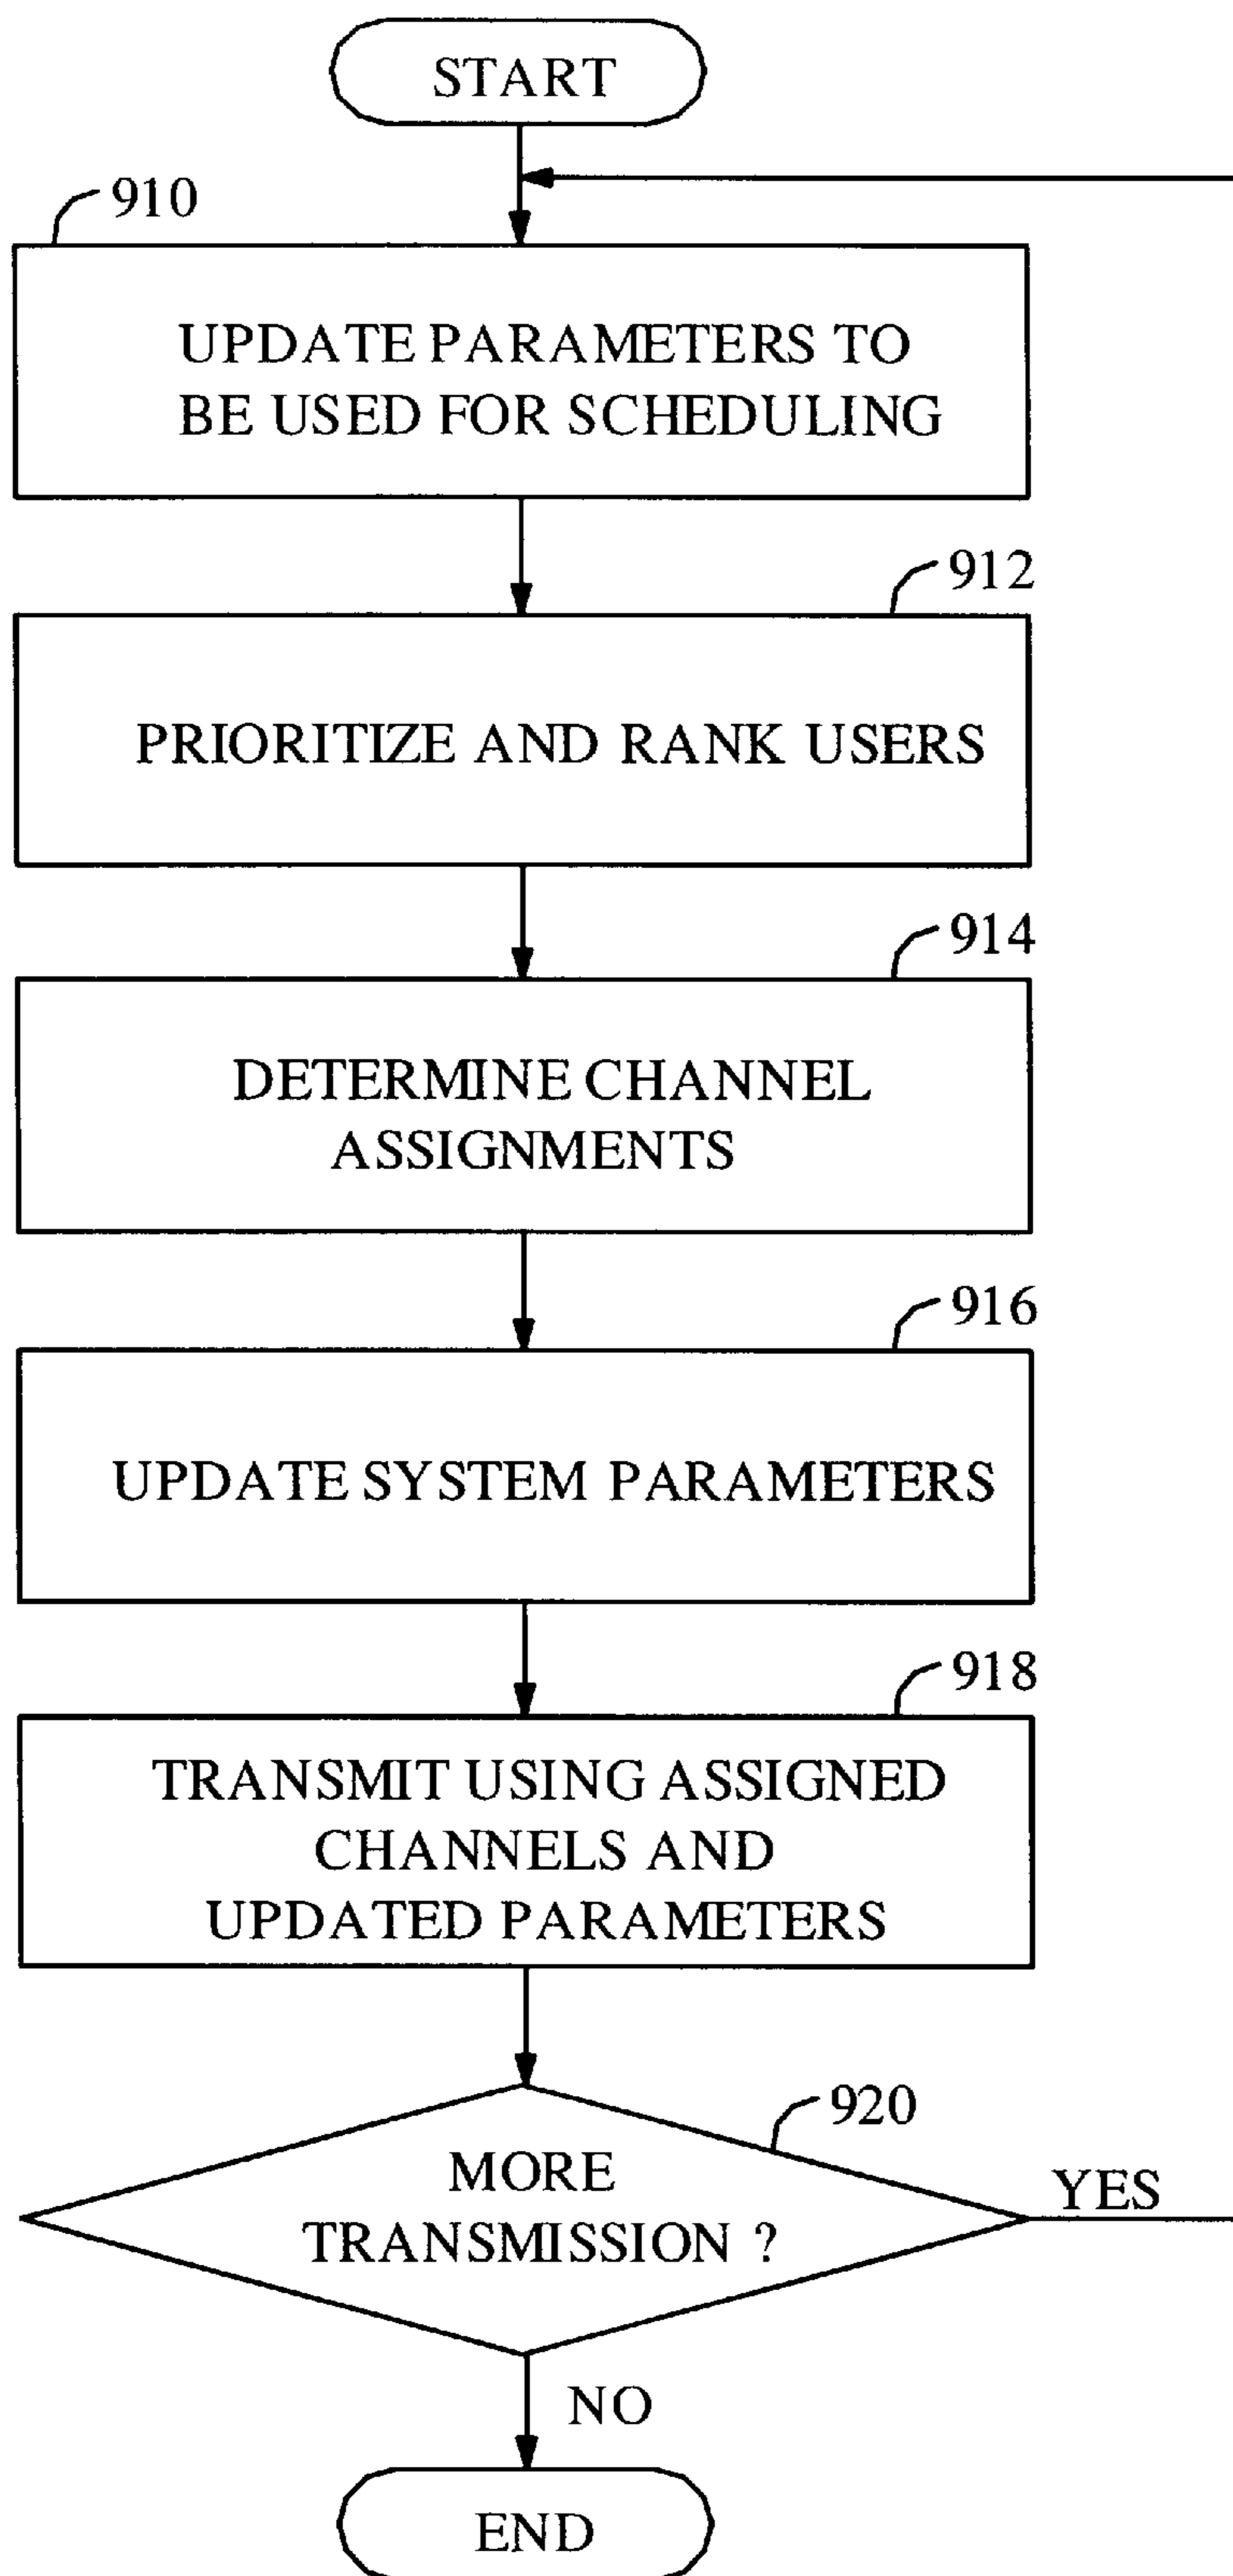 START
910
UPDATE PARAMETERS TO
BE USED FOR SCHEDULING
912
PRIORITIZE AND RANK USERS
914
DETERMINE CHANNEL
ASSIGNMENTS
916
UPDATE SYSTEM PARAMETERS
918
TRANSMIT USING ASSIGNED
CHANNELS AND
UPDATED PARAMETERS
920
MORE
TRANSMISSION ?
YES
NO
END